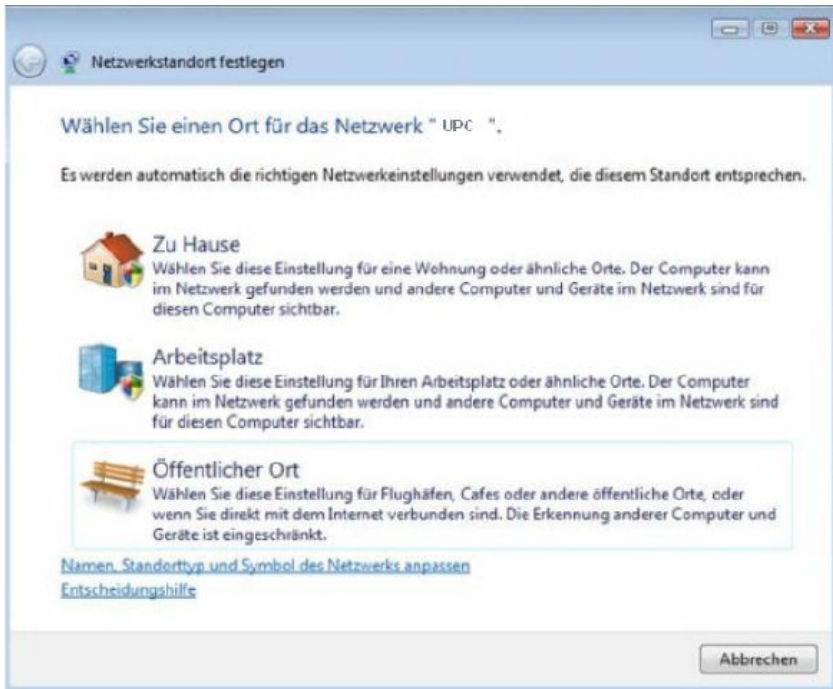 Netzwerkstandort festlegen
Wählen Sie einen Ort für das Netzwerk " UPC ".
Es werden automatisch die richtigen Netzwerkeinstellungen verwendet, die diesem Standort entsprechen.
Zu Hause
Wählen Sie diese Einstellung für eine Wohnung oder ähnliche Orte. Der Computer kann
im Netzwerk gefunden werden und andere Computer und Geräte im Netzwerk sind für
diesen Computer sichtbar.
Arbeitsplatz
Wählen Sie diese Einstellung für Ihren Arbeitsplatz oder ähnliche Orte. Der Computer
kann im Netzwerk gefunden werden und andere Computer und Geräte im Netzwerk sind
für diesen Computer sichtbar.
Öffentlicher Ort
Wählen Sie diese Einstellung für Flughäfen, Cafes oder andere öffentliche Orte, oder
wenn Sie direkt mit dem Internet verbunden sind. Die Erkennung anderer Computer und
Geräte ist eingeschränkt.
Namen, Standorttyp und Symbol des Netzwerks anpassen
Entscheidungshilfe
Abbrechen